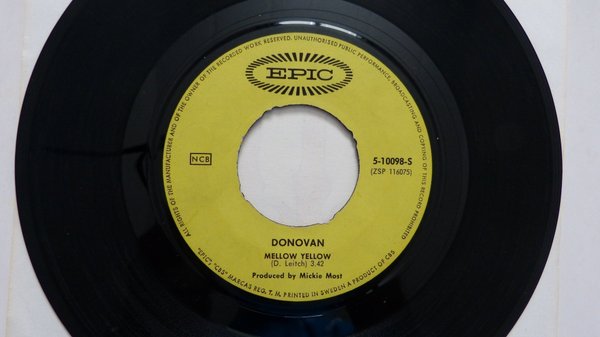 ALL RIGHTS OF THE MANUFACTURER AND OF THE OWNER OF THE RECORDED WORK RESERVED. UNAUTHORISED PUBLIC PERFORMANCE, BROADCASTING AND COPYING OF THIS RECORD PROHIBITED
EPIC
NCB
5-10098-S
(ZSP 116075)
DONOVAN
MELLOW YELLOW
(D. Leitch) 3.42
Produced by Mickie Most
"EPIC", "CBS" MARCAS REG. T. M. PRINTED IN SWEDEN A PRODUCT OF CBS